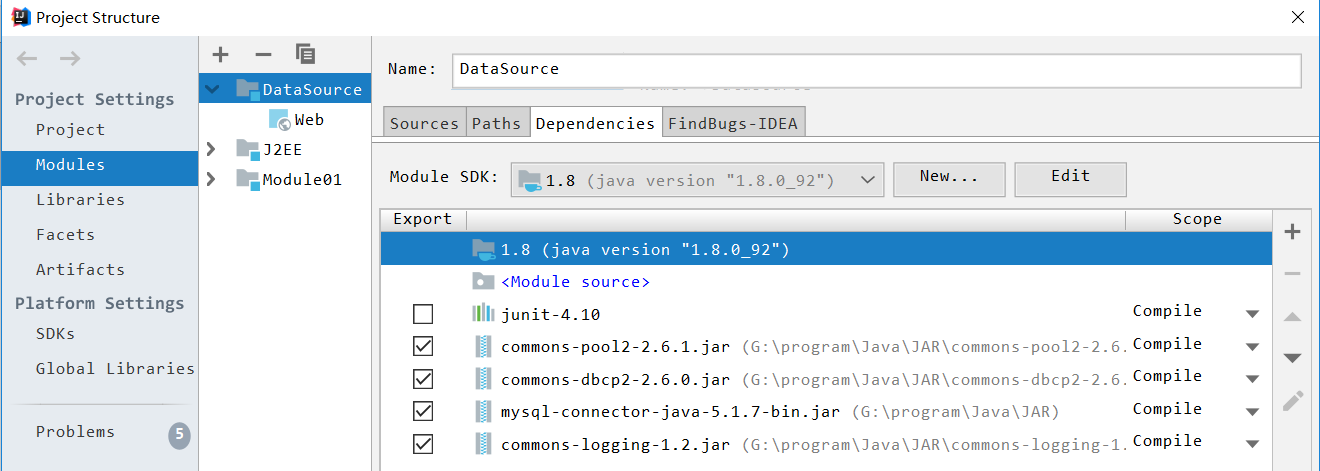 Project Structure
Project Settings
Project
Modules
Libraries
Facets
Artifacts
Platform Settings
SDKs
Global Libraries
Problems 5
DataSource
Web
J2EE
Module01
Name: DataSource
Sources Paths Dependencies FindBugs-IDEA
Module SDK: 1.8 (java version "1.8.0_92") New... Edit
Export Scope
1.8 (java version "1.8.0_92")
<Module source>
junit-4.10 Compile
commons-pool2-2.6.1.jar (G:\program\Java\JAR\commons-pool2-2.6. Compile
commons-dbcp2-2.6.0.jar (G:\program\Java\JAR\commons-dbcp2-2.6. Compile
mysql-connector-java-5.1.7-bin.jar (G:\program\Java\JAR) Compile
commons-logging-1.2.jar (G:\program\Java\JAR\commons-logging-1. Compile